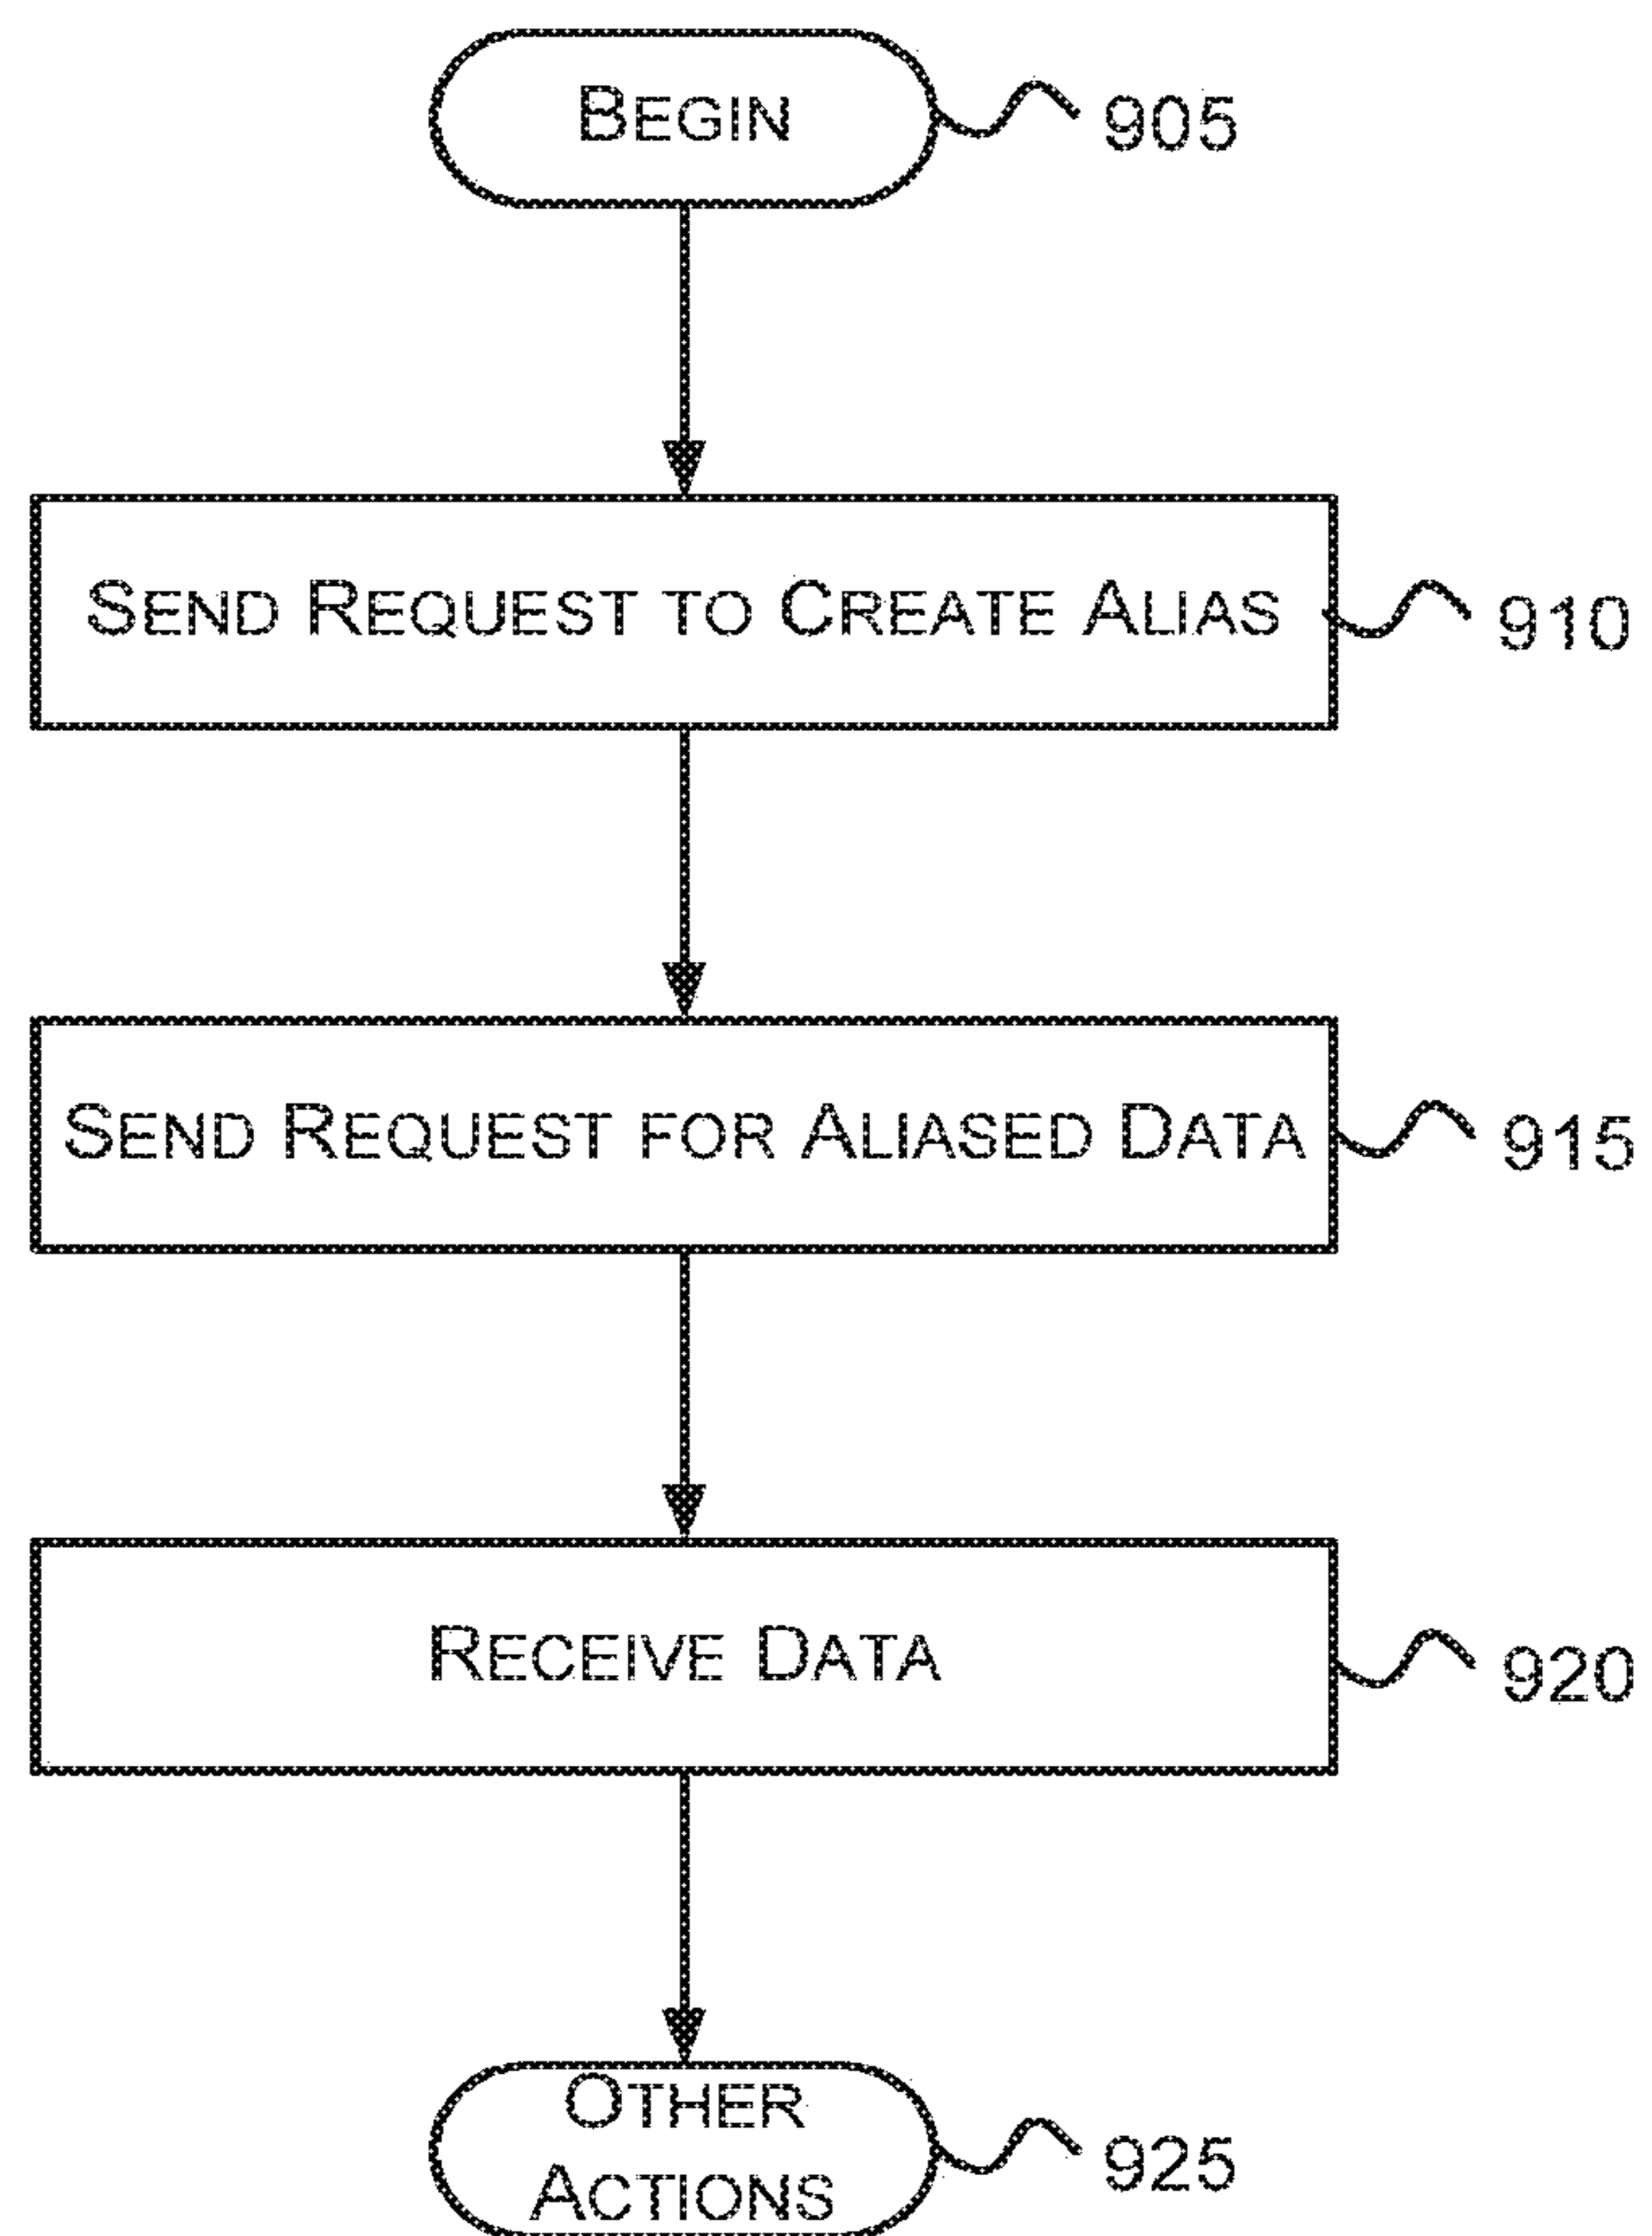 BEGIN
905
SEND REQUEST TO CREATE ALIAS
910
SEND REQUEST FOR ALIASED DATA
915
RECEIVE DATA
920
OTHER
ACTIONS
925